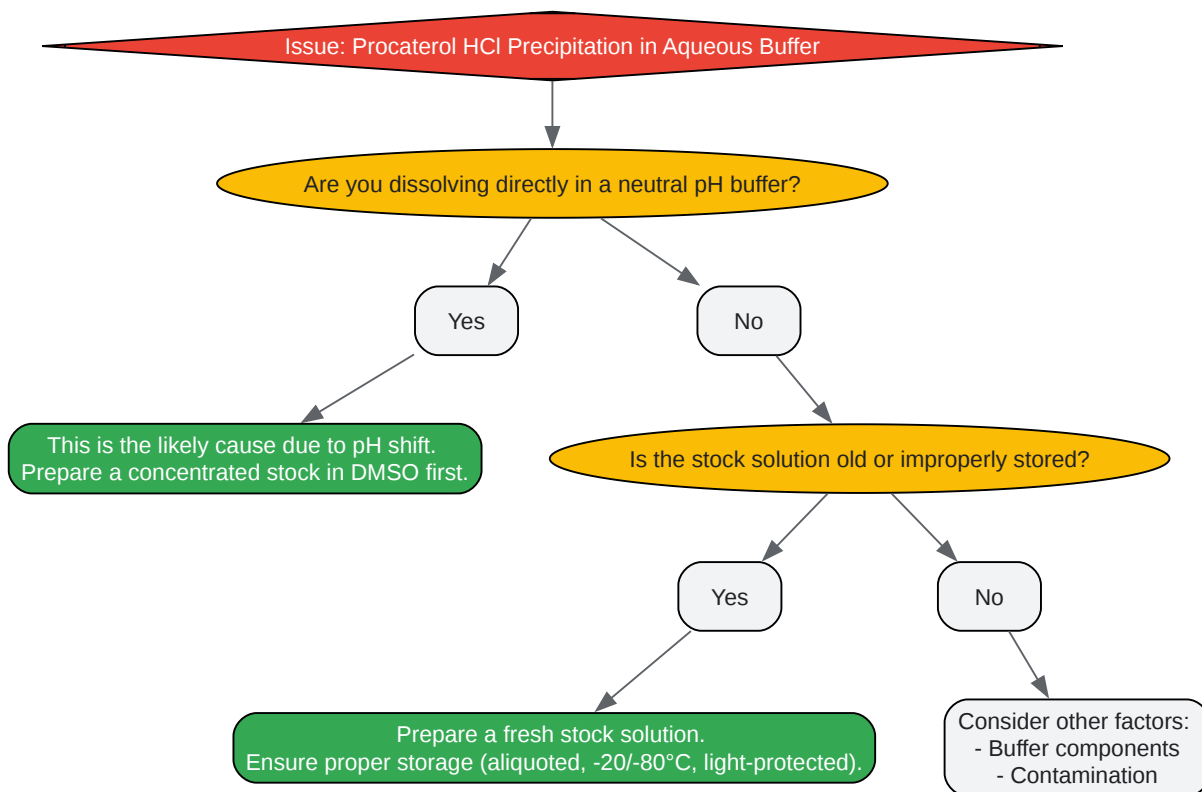 Issue: Procaterol HCl Precipitation in Aqueous Buffer
Are you dissolving directly in a neutral pH buffer?
Yes
No
This is the likely cause due to pH shift.
Prepare a concentrated stock in DMSO first.
Is the stock solution old or improperly stored?
Yes
No
Prepare a fresh stock solution.
Ensure proper storage (aliquoted, -20/-80°C, light-protected).
Consider other factors:
- Buffer components
- Contamination